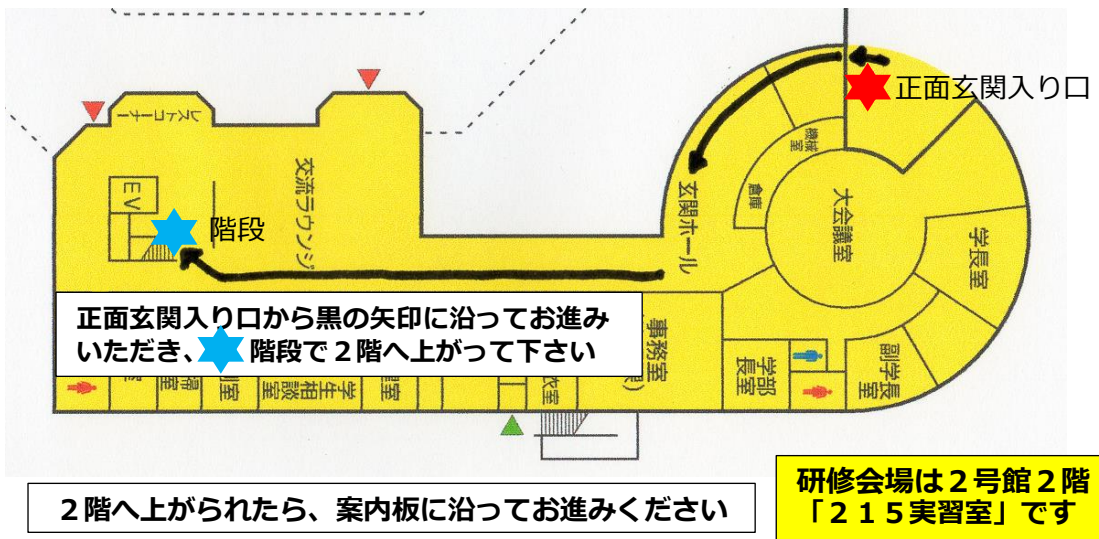 正面玄関入り口
レストコーナー
機械室
倉庫
EV
階段
交流ラウンジ
玄関ホール
大会議室
学長室
正面玄関入り口から黒の矢印に沿ってお進み
いただき、階段で２階へ上がって下さい
事務室
学部長室
副学長室
学生相談室
衣室
２階へ上がられたら、案内板に沿ってお進みください
研修会場は２号館２階
「２１５実習室」です